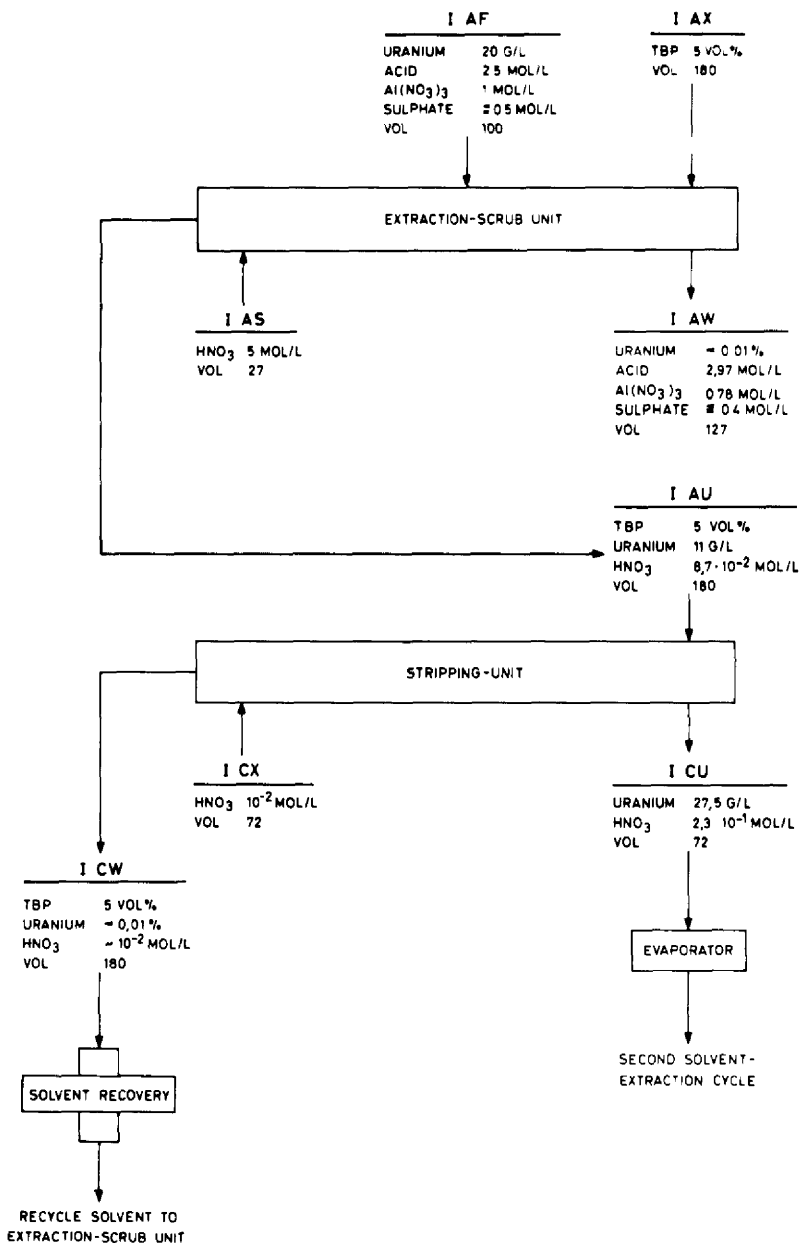 I AF
URANIUM 20 G/L
ACID 2.5 MOL/L
Al(NO3)3 1 MOL/L
SULPHATE ≅ 0.5 MOL/L
VOL 100
I AX
TBP 5 VOL%
VOL 180
EXTRACTION-SCRUB UNIT
I AS
HNO3 5 MOL/L
VOL 27
I AW
URANIUM ≈ 0.01%
ACID 2,97 MOL/L
Al(NO3)3 0.78 MOL/L
SULPHATE ≅ 0.4 MOL/L
VOL 127
I AU
TBP 5 VOL%
URANIUM 11 G/L
HNO3 8,7·10⁻² MOL/L
VOL 180
STRIPPING-UNIT
I CX
HNO3 10⁻² MOL/L
VOL 72
I CU
URANIUM 27,5 G/L
HNO3 2,3 10⁻¹ MOL/L
VOL 72
I CW
TBP 5 VOL%
URANIUM ≈ 0,01%
HNO3 ~ 10⁻² MOL/L
VOL 180
EVAPORATOR
SECOND SOLVENT-
EXTRACTION CYCLE
SOLVENT RECOVERY
RECYCLE SOLVENT TO
EXTRACTION-SCRUB UNIT